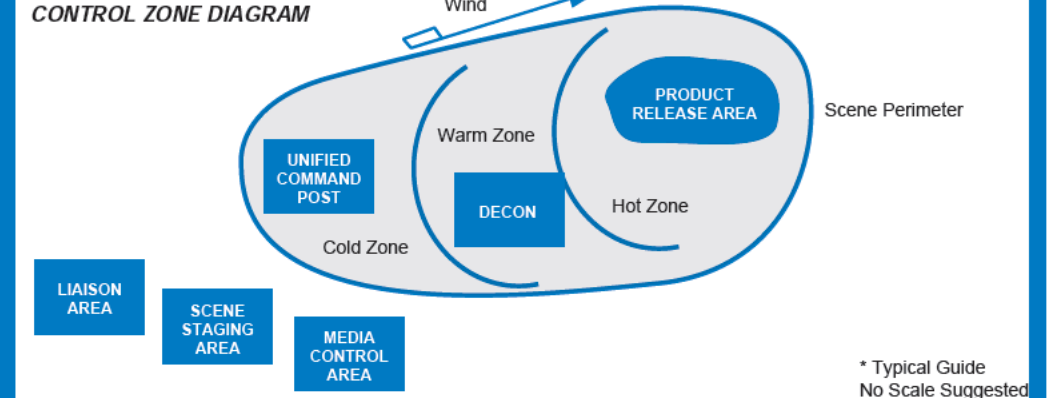 CONTROL ZONE DIAGRAM
Wind
PRODUCT
RELEASE AREA
Scene Perimeter
Warm Zone
UNIFIED
COMMAND
POST
DECON
Hot Zone
Cold Zone
LIAISON
AREA
SCENE
STAGING
AREA
MEDIA
CONTROL
AREA
* Typical Guide
No Scale Suggested